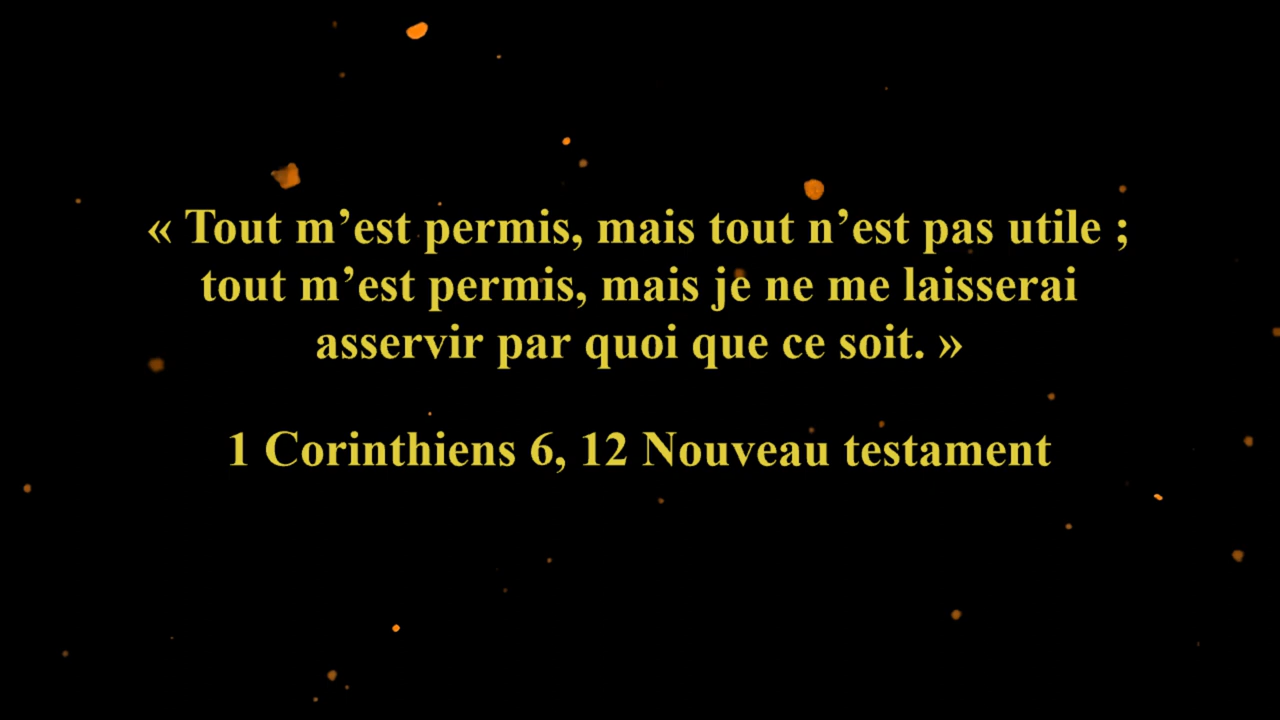 « Tout m’est permis, mais tout n’est pas utile ;
tout m’est permis, mais je ne me laisserai
asservir par quoi que ce soit. »
1 Corinthiens 6, 12 Nouveau testament